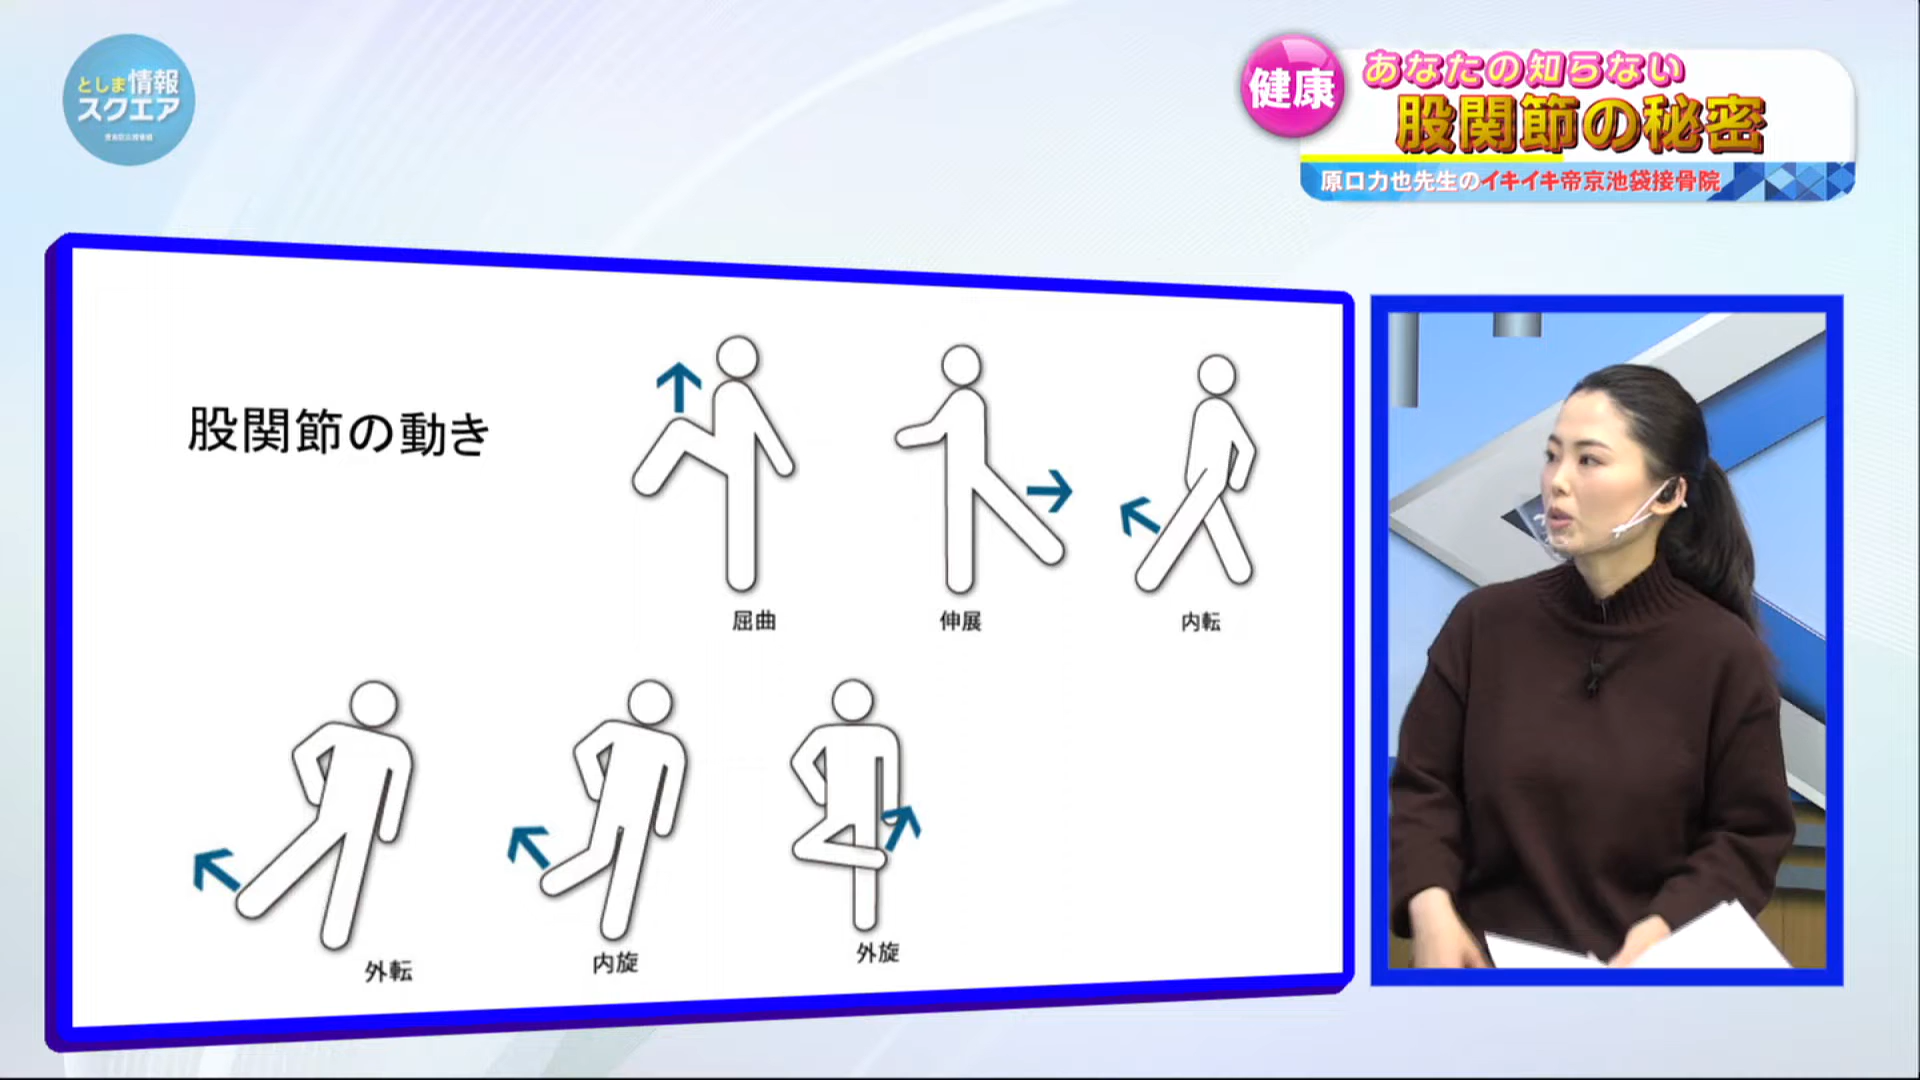 としま情報
スクエア
健康
あなたの知らない
股関節の秘密
原口力也先生のイキイキ帝京池袋接骨院
股関節の動き
屈曲
伸展
内転
外転
内旋
外旋